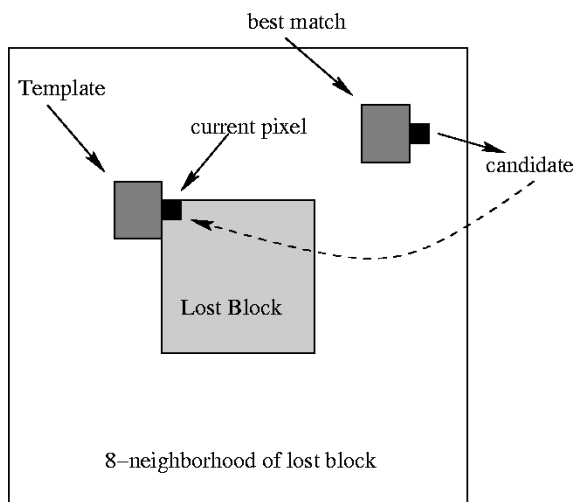 best match
Template
current pixel
candidate
Lost Block
8−neighborhood of lost block